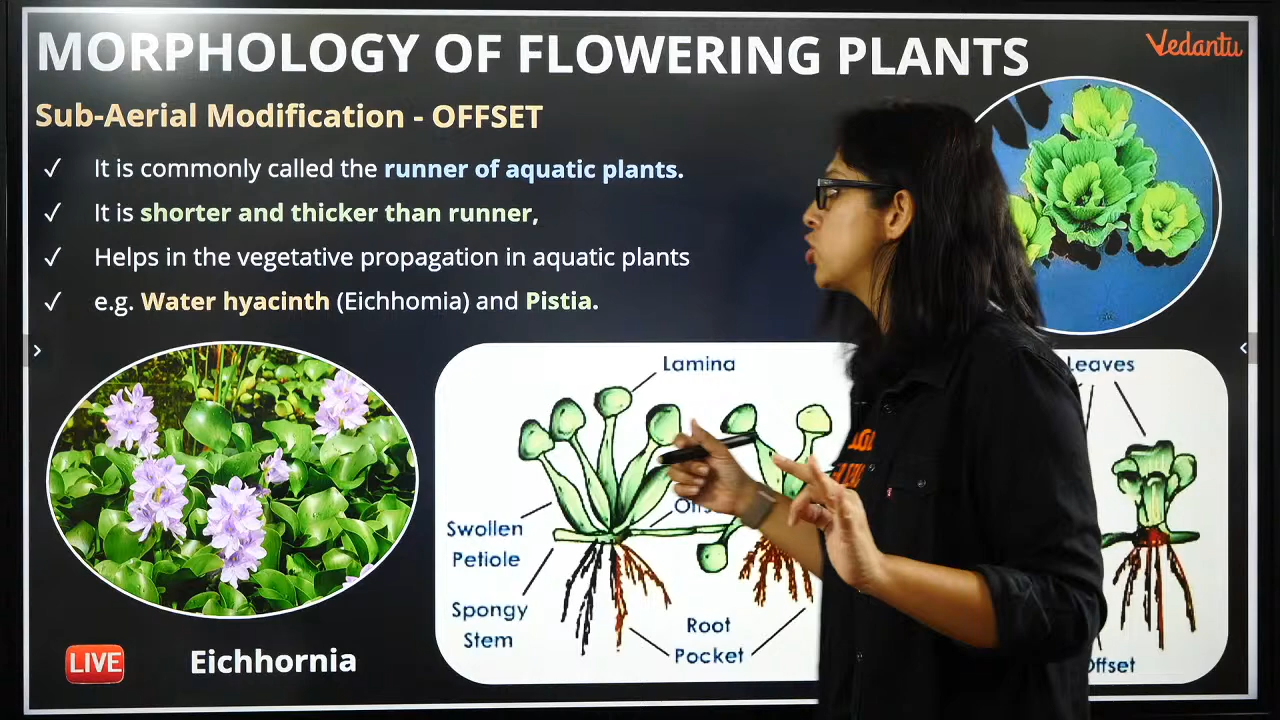 MORPHOLOGY OF FLOWERING PLANTS
Vedantu
Sub-Aerial Modification - OFFSET
✓ It is commonly called the runner of aquatic plants.
✓ It is shorter and thicker than runner,
✓ Helps in the vegetative propagation in aquatic plants
✓ e.g. Water hyacinth (Eichhomia) and Pistia.
Lamina
Leaves
Swollen
Petiole
Spongy
Stem
Root
Pocket
Offset
LIVE
Eichhornia